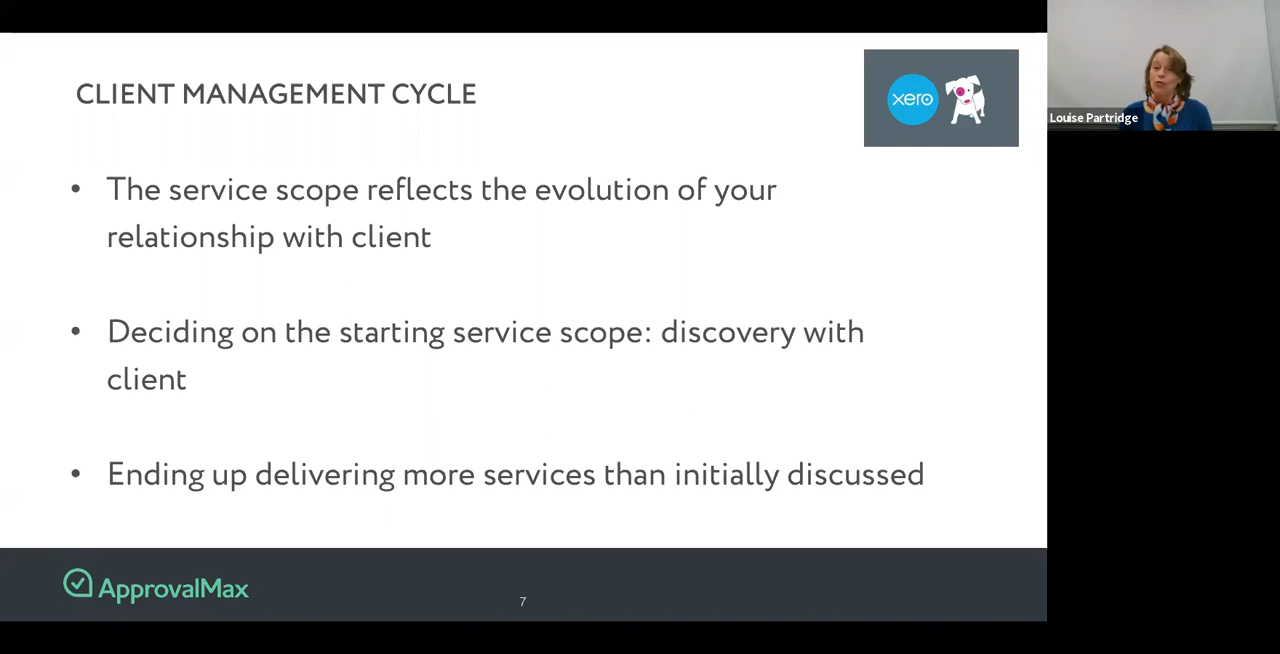 CLIENT MANAGEMENT CYCLE
xero
Louise Partridge
• The service scope reflects the evolution of your
relationship with client
• Deciding on the starting service scope: discovery with
client
• Ending up delivering more services than initially discussed
ApprovalMax
7